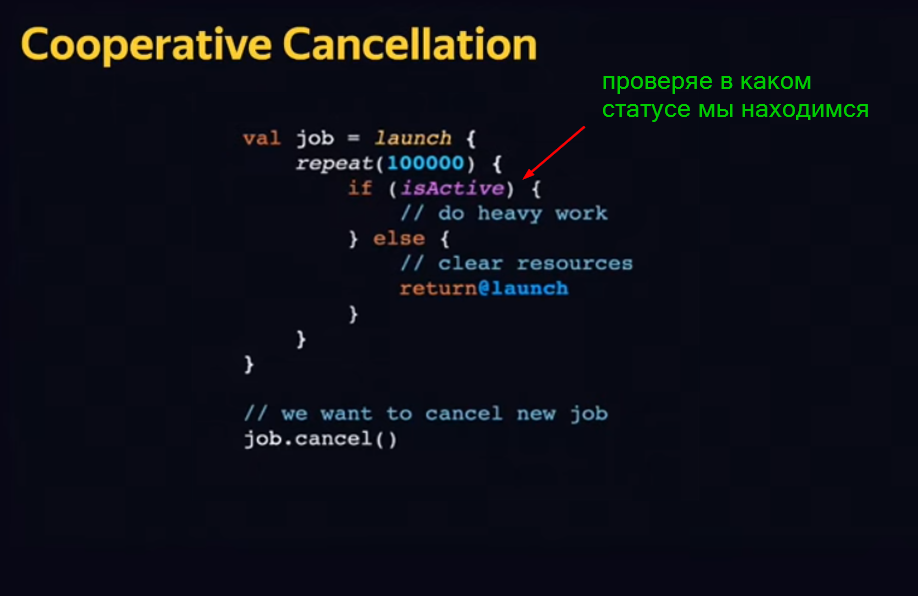 Cooperative Cancellation
проверяе в каком
статусе мы находимся
val job = launch {
repeat(100000) {
if (isActive) {
// do heavy work
} else {
// clear resources
return@launch
}
}
}
// we want to cancel new job
job.cancel()